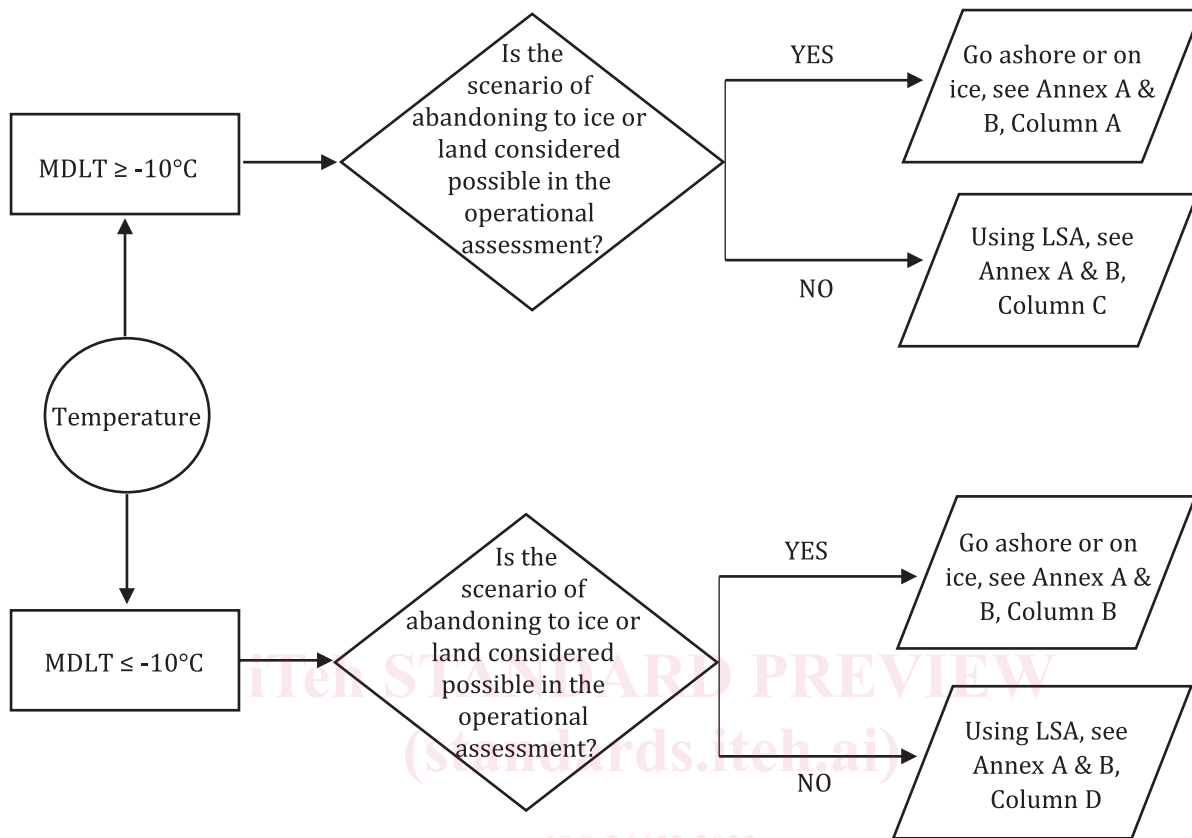 Is the
scenario of
abandoning to ice or
land considered
possible in the
operational
assessment?
YES
Go ashore or on
ice, see Annex A &
B, Column A
MDLT ≥ -10°C
NO
Using LSA, see
Annex A & B,
Column C
Temperature
MDLT ≤ -10°C
Is the
scenario of
abandoning to ice or
land considered
possible in the
operational
assessment?
YES
Go ashore or on
ice, see Annex A &
B, Column B
NO
Using LSA, see
Annex A & B,
Column D
iTeh STANDARD PREVIEW
(standards.iteh.ai)